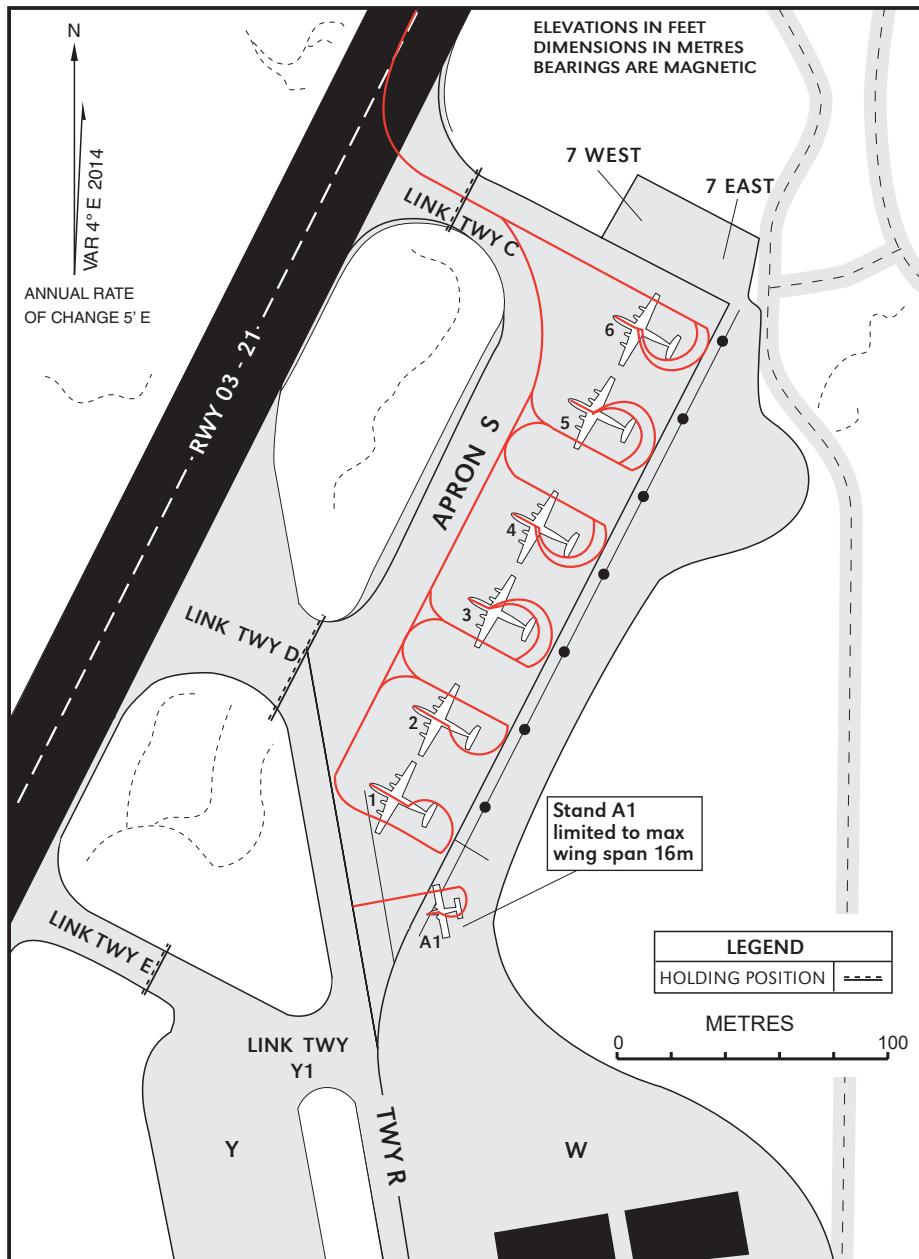 ELEVATIONS IN FEET
DIMENSIONS IN METRES
BEARINGS ARE MAGNETIC
N
VAR 4° E 2014
ANNUAL RATE
OF CHANGE 5' E
7 WEST
7 EAST
LINK TWY C
RWY 03 - 21
APRON S
6
5
4
3
2
1
LINK TWY D
Stand A1
limited to max
wing span 16m
A1
LINK TWY E
LEGEND
HOLDING POSITION
METRES
0
100
LINK TWY
Y1
TWY R
Y
W